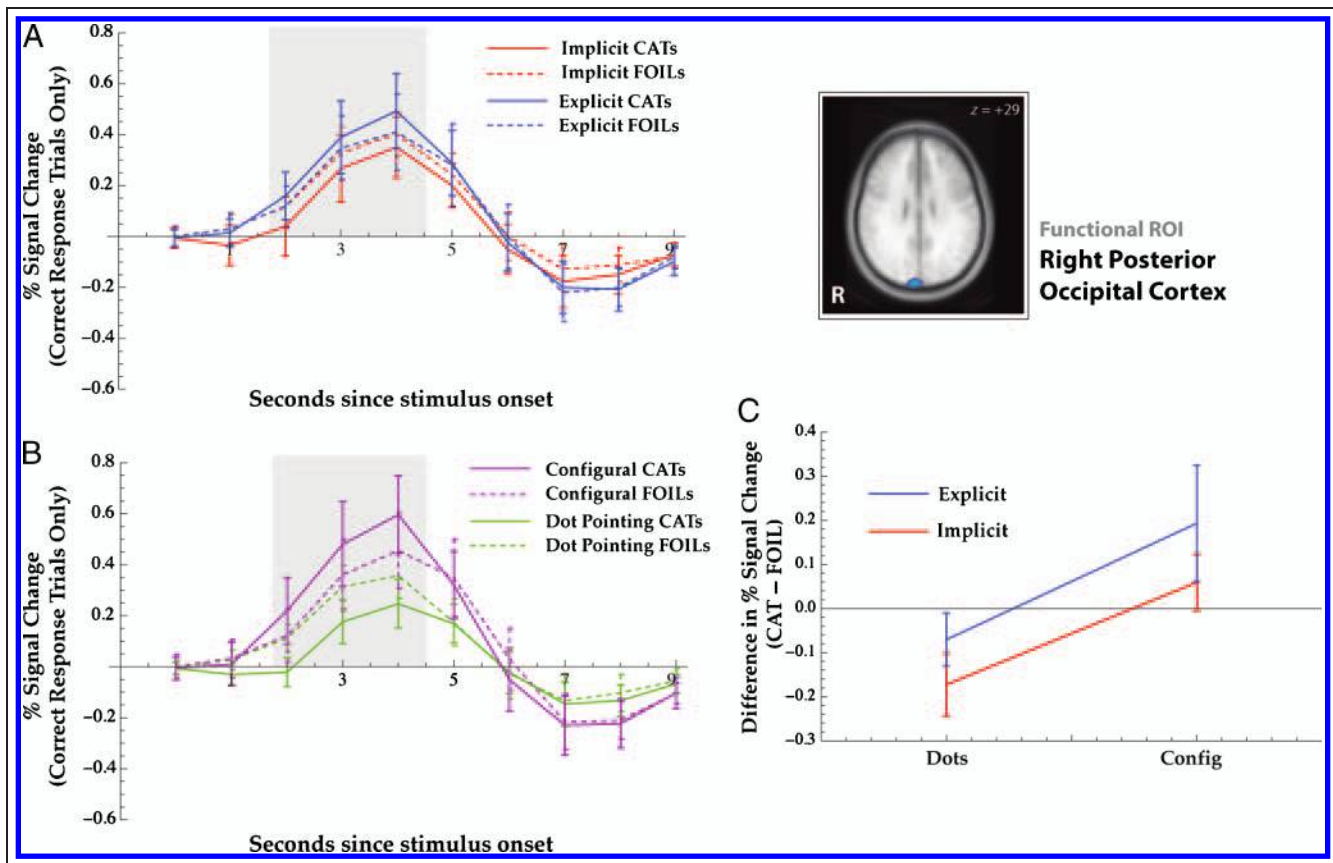 A
0.8
0.6
0.4
0.2
−0.2
−0.4
−0.6
% Signal Change
(Correct Response Trials Only)
1
3
5
7
9
Seconds since stimulus onset
Implicit CATs
Implicit FOILs
Explicit CATs
Explicit FOILs
z = +29
R
Functional ROI
Right Posterior
Occipital Cortex
B
0.8
0.6
0.4
0.2
−0.2
−0.4
−0.6
% Signal Change
(Correct Response Trials Only)
1
3
5
7
9
Seconds since stimulus onset
Configural CATs
Configural FOILs
Dot Pointing CATs
Dot Pointing FOILs
C
0.4
0.3
0.2
0.1
0.0
−0.1
−0.2
−0.3
Difference in % Signal Change
(CAT − FOIL)
Explicit
Implicit
Dots
Config